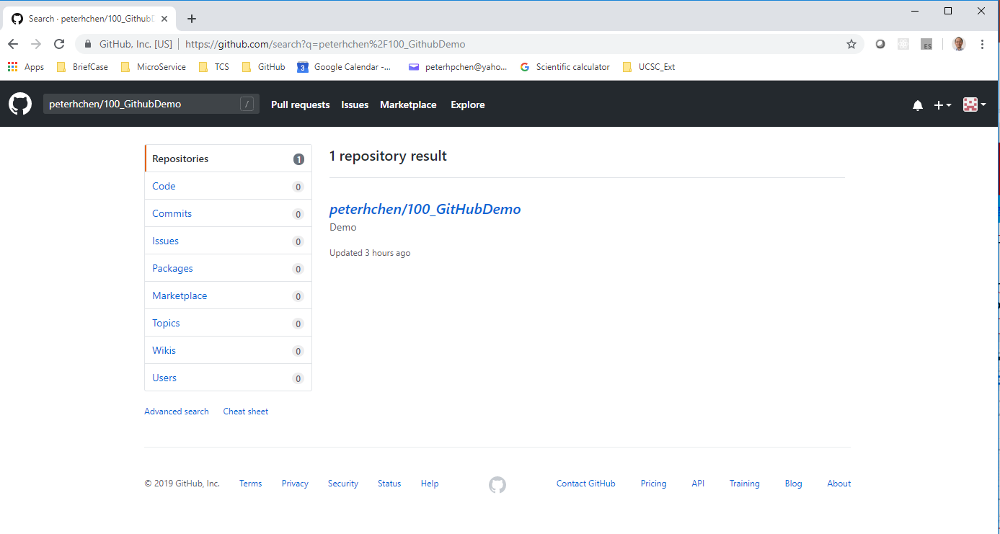 Search · peterhchen/100_GithubD
GitHub, Inc. [US] https://github.com/search?q=peterhchen%2F100_GithubDemo
ES
Apps BriefCase MicroService TCS GitHub 3 Google Calendar -... peterhpchen@yaho... Scientific calculator UCSC_Ext
peterhchen/100_GithubDemo / Pull requests Issues Marketplace Explore
Repositories 1
Code 0
Commits 0
Issues 0
Packages 0
Marketplace 0
Topics 0
Wikis 0
Users 0
Advanced search Cheat sheet
1 repository result
peterhchen/100_GitHubDemo
Demo
Updated 3 hours ago
© 2019 GitHub, Inc. Terms Privacy Security Status Help Contact GitHub Pricing API Training Blog About